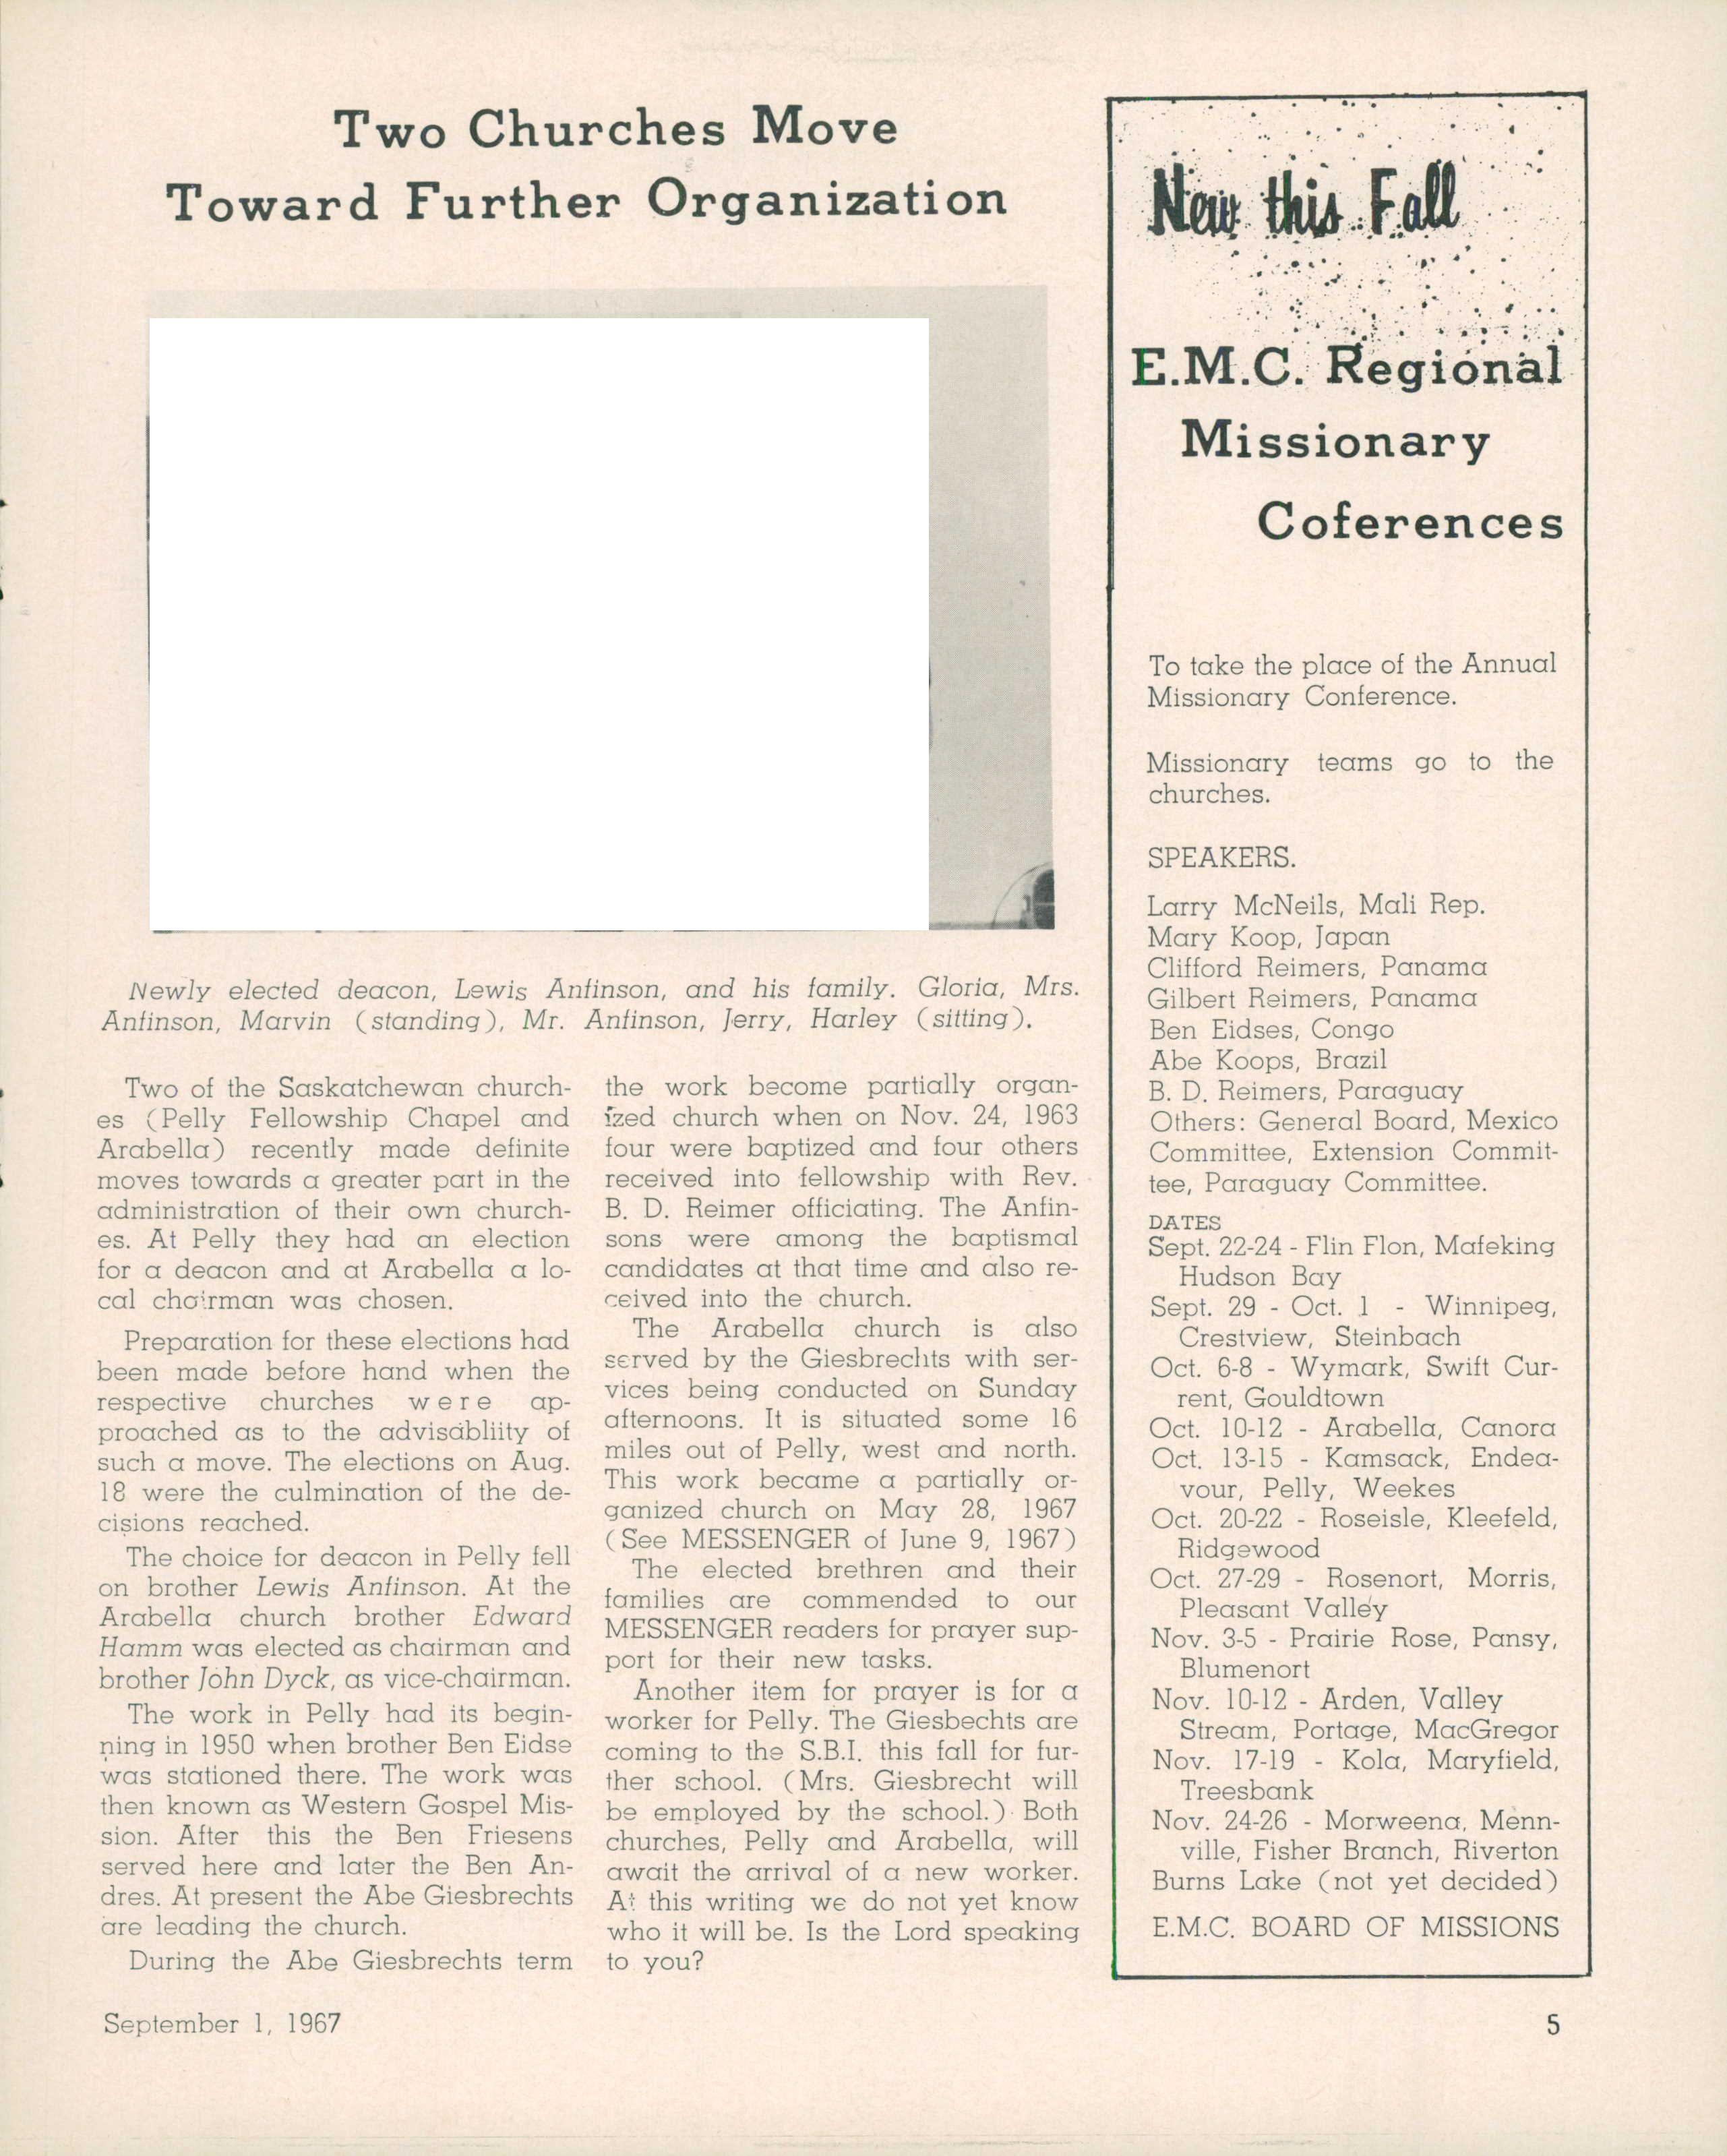 Two Churches Move
Toward Further Organization
Newly elected deacon, Lewis Anfinson, and his family. Gloria, Mrs.
Anfinson, Marvin (standing), Mr. Anfinson, Jerry, Harley (sitting).
Two of the Saskatchewan church-
es (Pelly Fellowship Chapel and
Arabella) recently made definite
moves towards a greater part in the
administration of their own church-
es. At Pelly they had an election
for a deacon and at Arabella a lo-
cal chairman was chosen.
Preparation for these elections had
been made before hand when the
respective churches were ap-
proached as to the advisabliity of
such a move. The elections on Aug.
18 were the culmination of the de-
cisions reached.
The choice for deacon in Pelly fell
on brother Lewis Anfinson. At the
Arabella church brother Edward
Hamm was elected as chairman and
brother John Dyck, as vice-chairman.
The work in Pelly had its begin-
ning in 1950 when brother Ben Eidse
was stationed there. The work was
then known as Western Gospel Mis-
sion. After this the Ben Friesens
served here and later the Ben An-
dres. At present the Abe Giesbrechts
are leading the church.
During the Abe Giesbrechts term
the work become partially organ-
ized church when on Nov. 24, 1963
four were baptized and four others
received into fellowship with Rev.
B. D. Reimer officiating. The Anfin-
sons were among the baptismal
candidates at that time and also re-
ceived into the church.
The Arabella church is also
served by the Giesbrechts with ser-
vices being conducted on Sunday
afternoons. It is situated some 16
miles out of Pelly, west and north.
This work became a partially or-
ganized church on May 28, 1967
(See MESSENGER of June 9, 1967)
The elected brethren and their
families are commended to our
MESSENGER readers for prayer sup-
port for their new tasks.
Another item for prayer is for a
worker for Pelly. The Giesbechts are
coming to the S.B.I. this fall for fur-
ther school. (Mrs. Giesbrecht will
be employed by the school.) Both
churches, Pelly and Arabella, will
await the arrival of a new worker.
At this writing we do not yet know
who it will be. Is the Lord speaking
to you?
New this Fall
E.M.C. Regional
Missionary
Coferences
To take the place of the Annual
Missionary Conference.
Missionary teams go to the
churches.
SPEAKERS.
Larry McNeils, Mali Rep.
Mary Koop, Japan
Clifford Reimers, Panama
Gilbert Reimers, Panama
Ben Eidses, Congo
Abe Koops, Brazil
B. D. Reimers, Paraguay
Others: General Board, Mexico
Committee, Extension Commit-
tee, Paraguay Committee.
DATES
Sept. 22-24 - Flin Flon, Mafeking
Hudson Bay
Sept. 29 - Oct. 1 - Winnipeg,
Crestview, Steinbach
Oct. 6-8 - Wymark, Swift Cur-
rent, Gouldtown
Oct. 10-12 - Arabella, Canora
Oct. 13-15 - Kamsack, Endea-
vour, Pelly, Weekes
Oct. 20-22 - Roseisle, Kleefeld,
Ridgewood
Oct. 27-29 - Rosenort, Morris,
Pleasant Valley
Nov. 3-5 - Prairie Rose, Pansy,
Blumenort
Nov. 10-12 - Arden, Valley
Stream, Portage, MacGregor
Nov. 17-19 - Kola, Maryfield,
Treesbank
Nov. 24-26 - Morweena, Menn-
ville, Fisher Branch, Riverton
Burns Lake (not yet decided)
E.M.C. BOARD OF MISSIONS
September 1, 1967
5